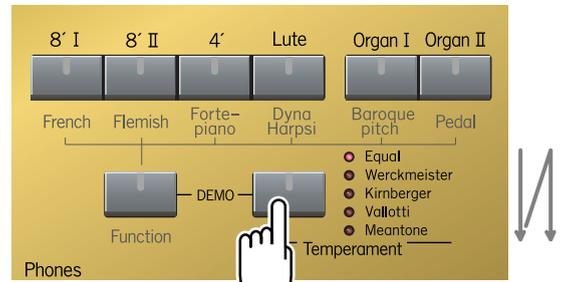 8′ I
8′ II
4′
Lute
Organ I
Organ II
French
Flemish
Forte-
piano
Dyna
Harpsi
Baroque
pitch
Pedal
Equal
Werckmeister
Kirnberger
Vallotti
Meantone
DEMO
Function
Temperament
Phones